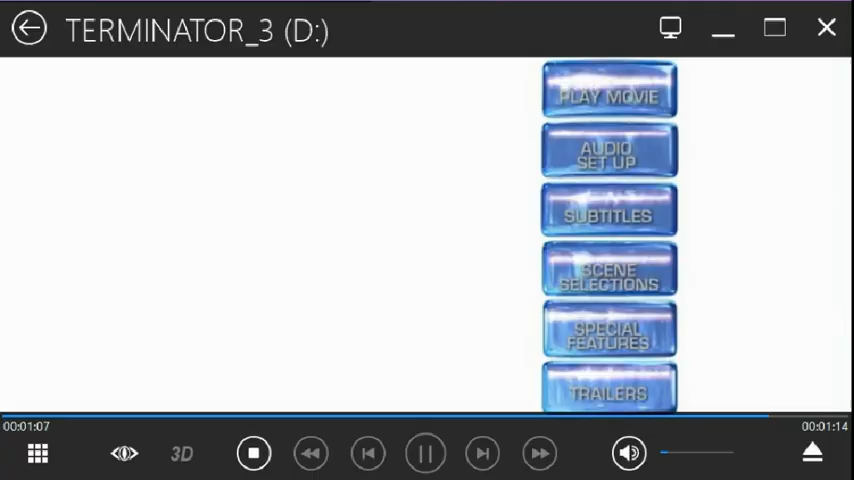 TERMINATOR_3 (D:)
PLAY MOVIE
AUDIO
SET UP
SUBTITLES
SCENE
SELECTIONS
SPECIAL
FEATURES
TRAILERS
00:01:07
00:01:14
3D